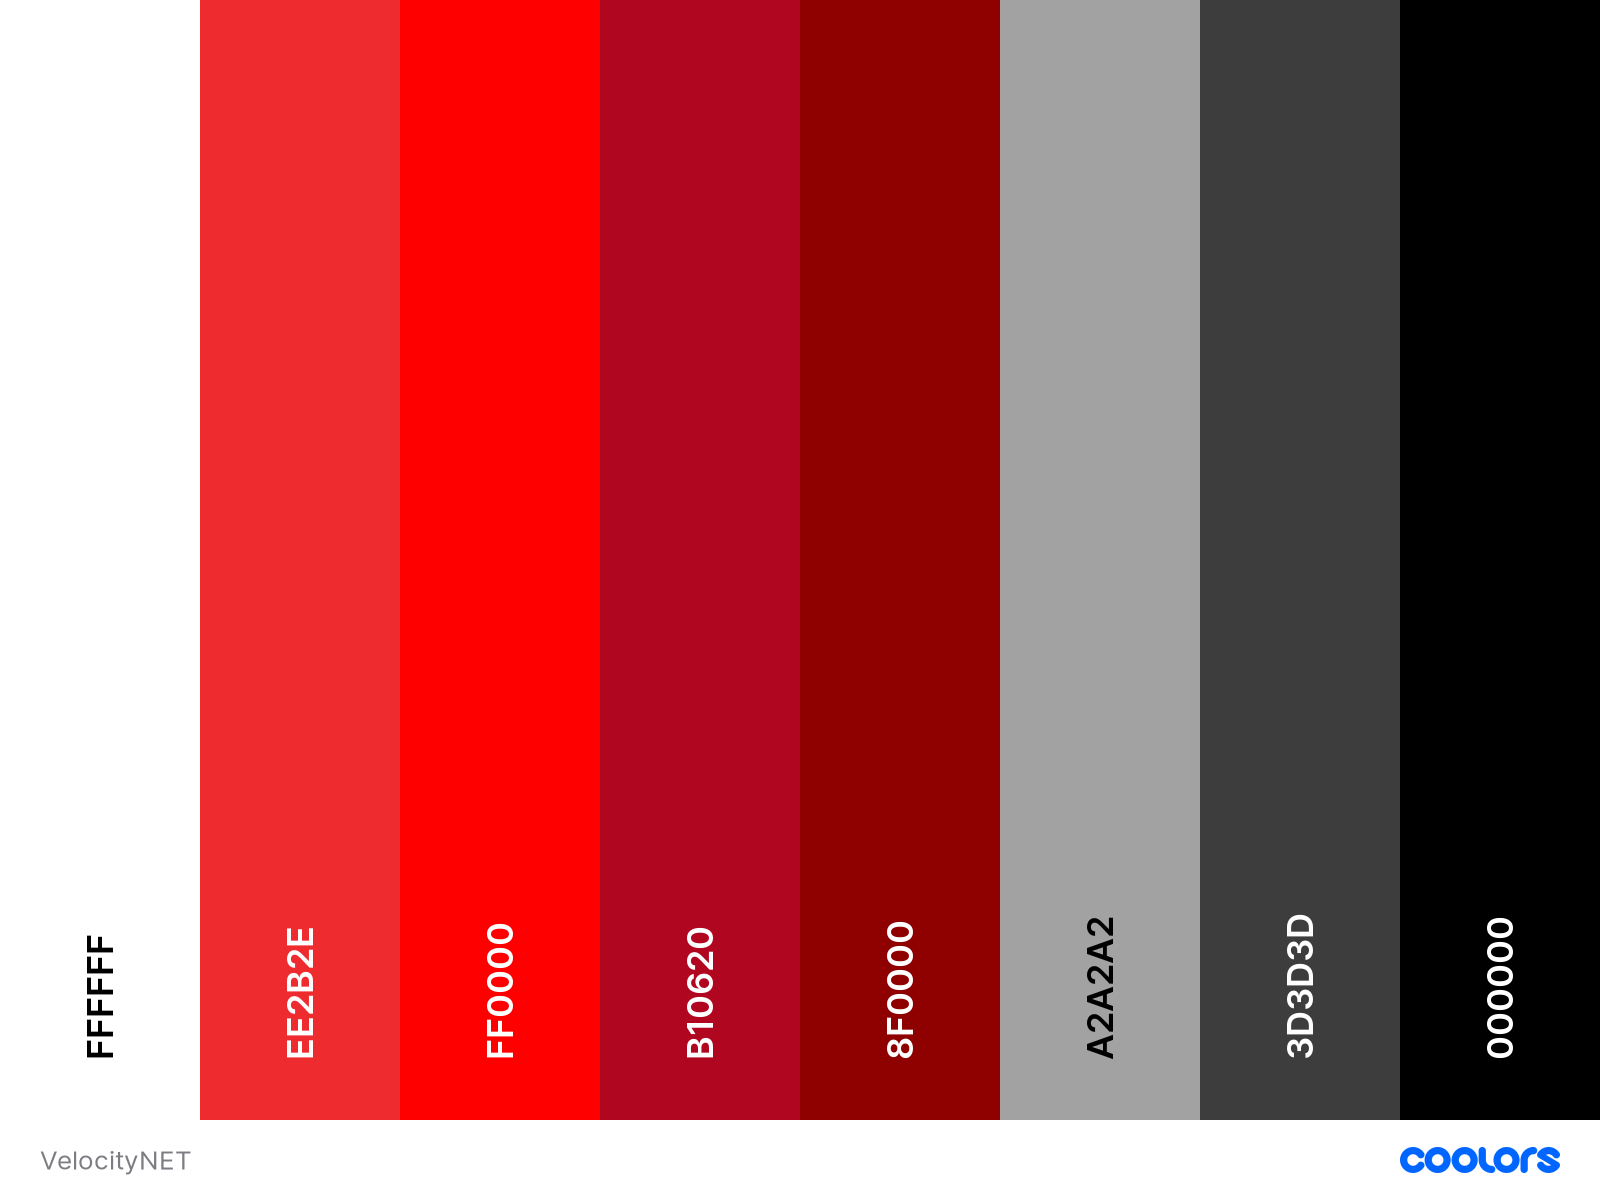 FFFFFF
EE2B2E
FF0000
B10620
8F0000
A2A2A2
3D3D3D
000000
VelocityNET
coolors